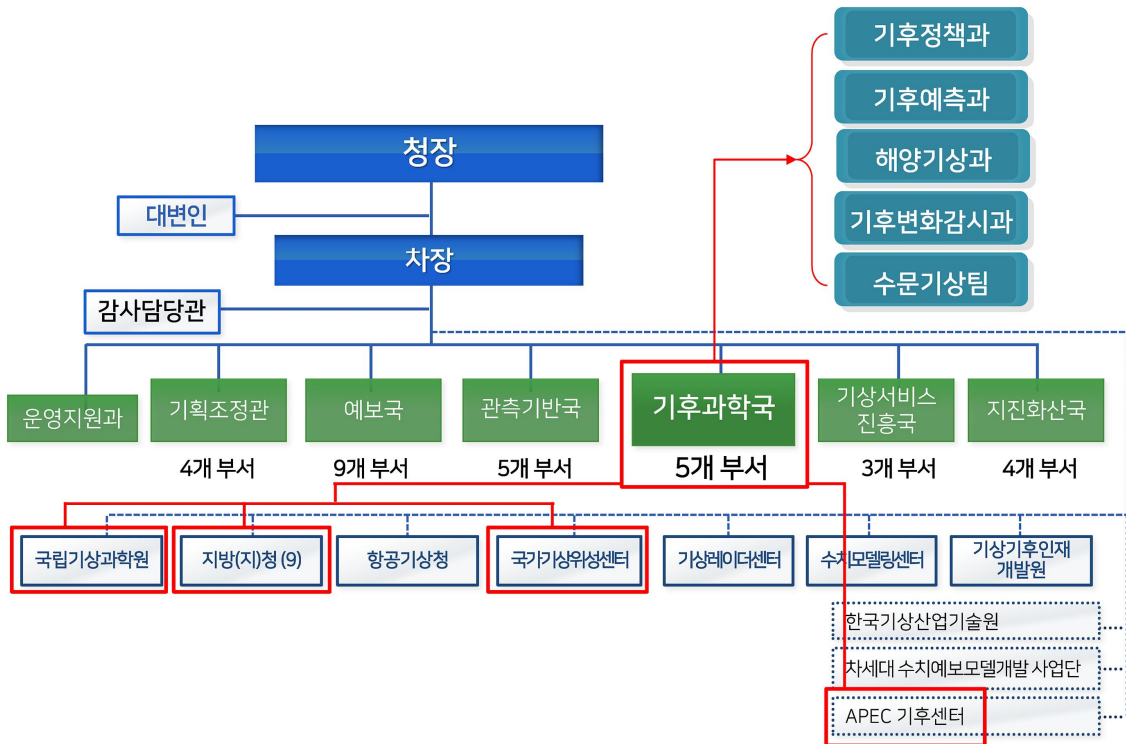 기후정책과
기후예측과
청장
해양기상과
대변인
기후변화감시과
차장
수문기상팀
감사담당관
운영지원과
기획조정관
예보국
관측기반국
기후과학국
기상서비스
진흥국
지진화산국
4개 부서
9개 부서
5개 부서
5개 부서
3개 부서
4개 부서
국립기상과학원
지방(지)청 (9)
항공기상청
국가기상위성센터
기상레이더센터
수치모델링센터
기상기후인재
개발원
한국기상산업기술원
차세대 수치예보모델개발 사업단
APEC 기후센터